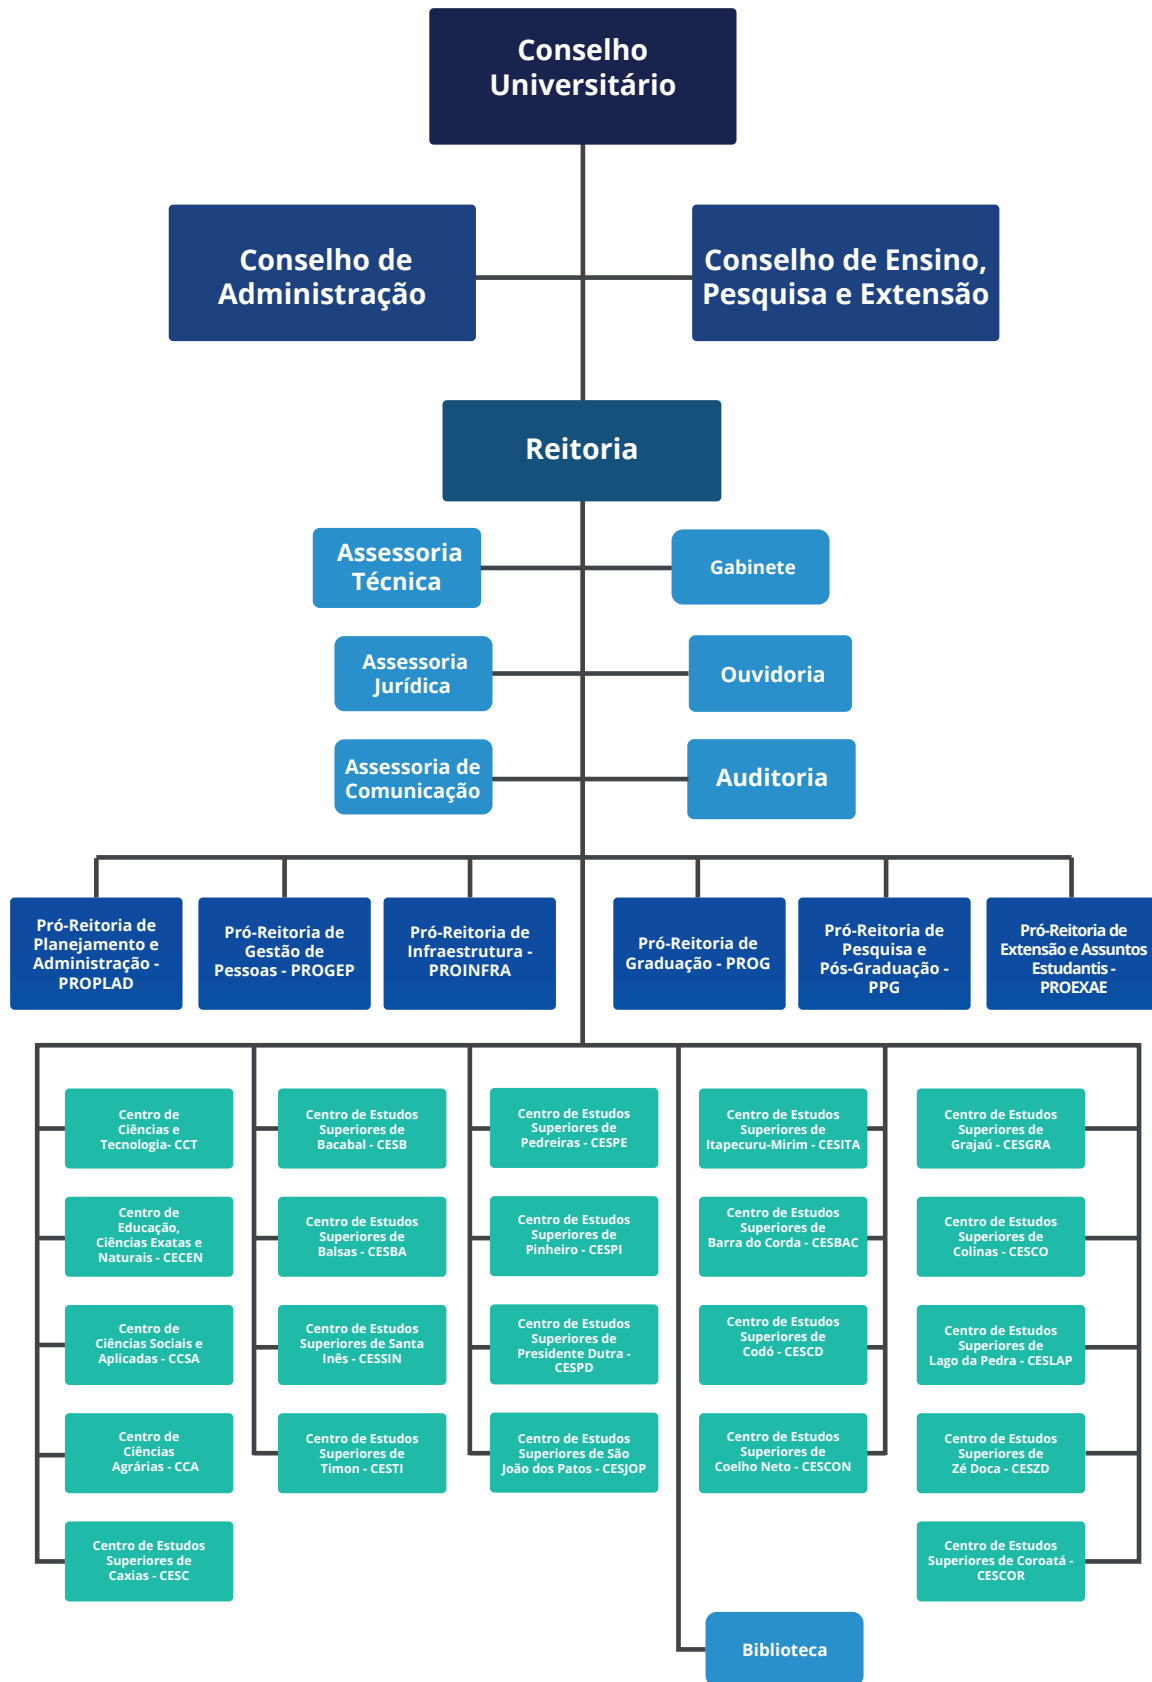 Conselho
Universitário
Conselho de
Administração
Conselho de Ensino,
Pesquisa e Extensão
Reitoria
Assessoria
Técnica
Gabinete
Assessoria
Jurídica
Ouvidoria
Assessoria de
Comunicação
Auditoria
Pró-Reitoria de
Planejamento e
Administração -
PROPLAD
Pró-Reitoria de
Gestão de
Pessoas - PROGEP
Pró-Reitoria de
Infraestrutura -
PROINFRA
Pró-Reitoria de
Graduação - PROG
Pró-Reitoria de
Pesquisa e
Pós-Graduação -
PPG
Pró-Reitoria de
Extensão e Assuntos
Estudantis -
PROEXAE
Centro de
Ciências e
Tecnologia- CCT
Centro de Estudos
Superiores de
Bacabal - CESB
Centro de Estudos
Superiores de
Pedreiras - CESPE
Centro de Estudos
Superiores de
Itapecuru-Mirim - CESITA
Centro de Estudos
Superiores de
Grajaú - CESGRA
Centro de
Educação,
Ciências Exatas e
Naturais - CECEN
Centro de Estudos
Superiores de
Balsas - CESBA
Centro de Estudos
Superiores de
Pinheiro - CESPI
Centro de Estudos
Superiores de
Barra do Corda - CESBAC
Centro de Estudos
Superiores de
Colinas - CESCO
Centro de
Ciências Sociais e
Aplicadas - CCSA
Centro de Estudos
Superiores de Santa
Inês - CESSIN
Centro de Estudos
Superiores de
Presidente Dutra -
CESPD
Centro de Estudos
Superiores de
Codó - CESCD
Centro de Estudos
Superiores de
Lago da Pedra - CESLAP
Centro de
Ciências
Agrárias - CCA
Centro de Estudos
Superiores de
Timon - CESTI
Centro de Estudos
Superiores de São
João dos Patos - CESJOP
Centro de Estudos
Superiores de
Coelho Neto - CESCON
Centro de Estudos
Superiores de
Zé Doca - CESZD
Centro de Estudos
Superiores de
Caxias - CESC
Centro de Estudos
Superiores de Coroatá -
CESCOR
Biblioteca